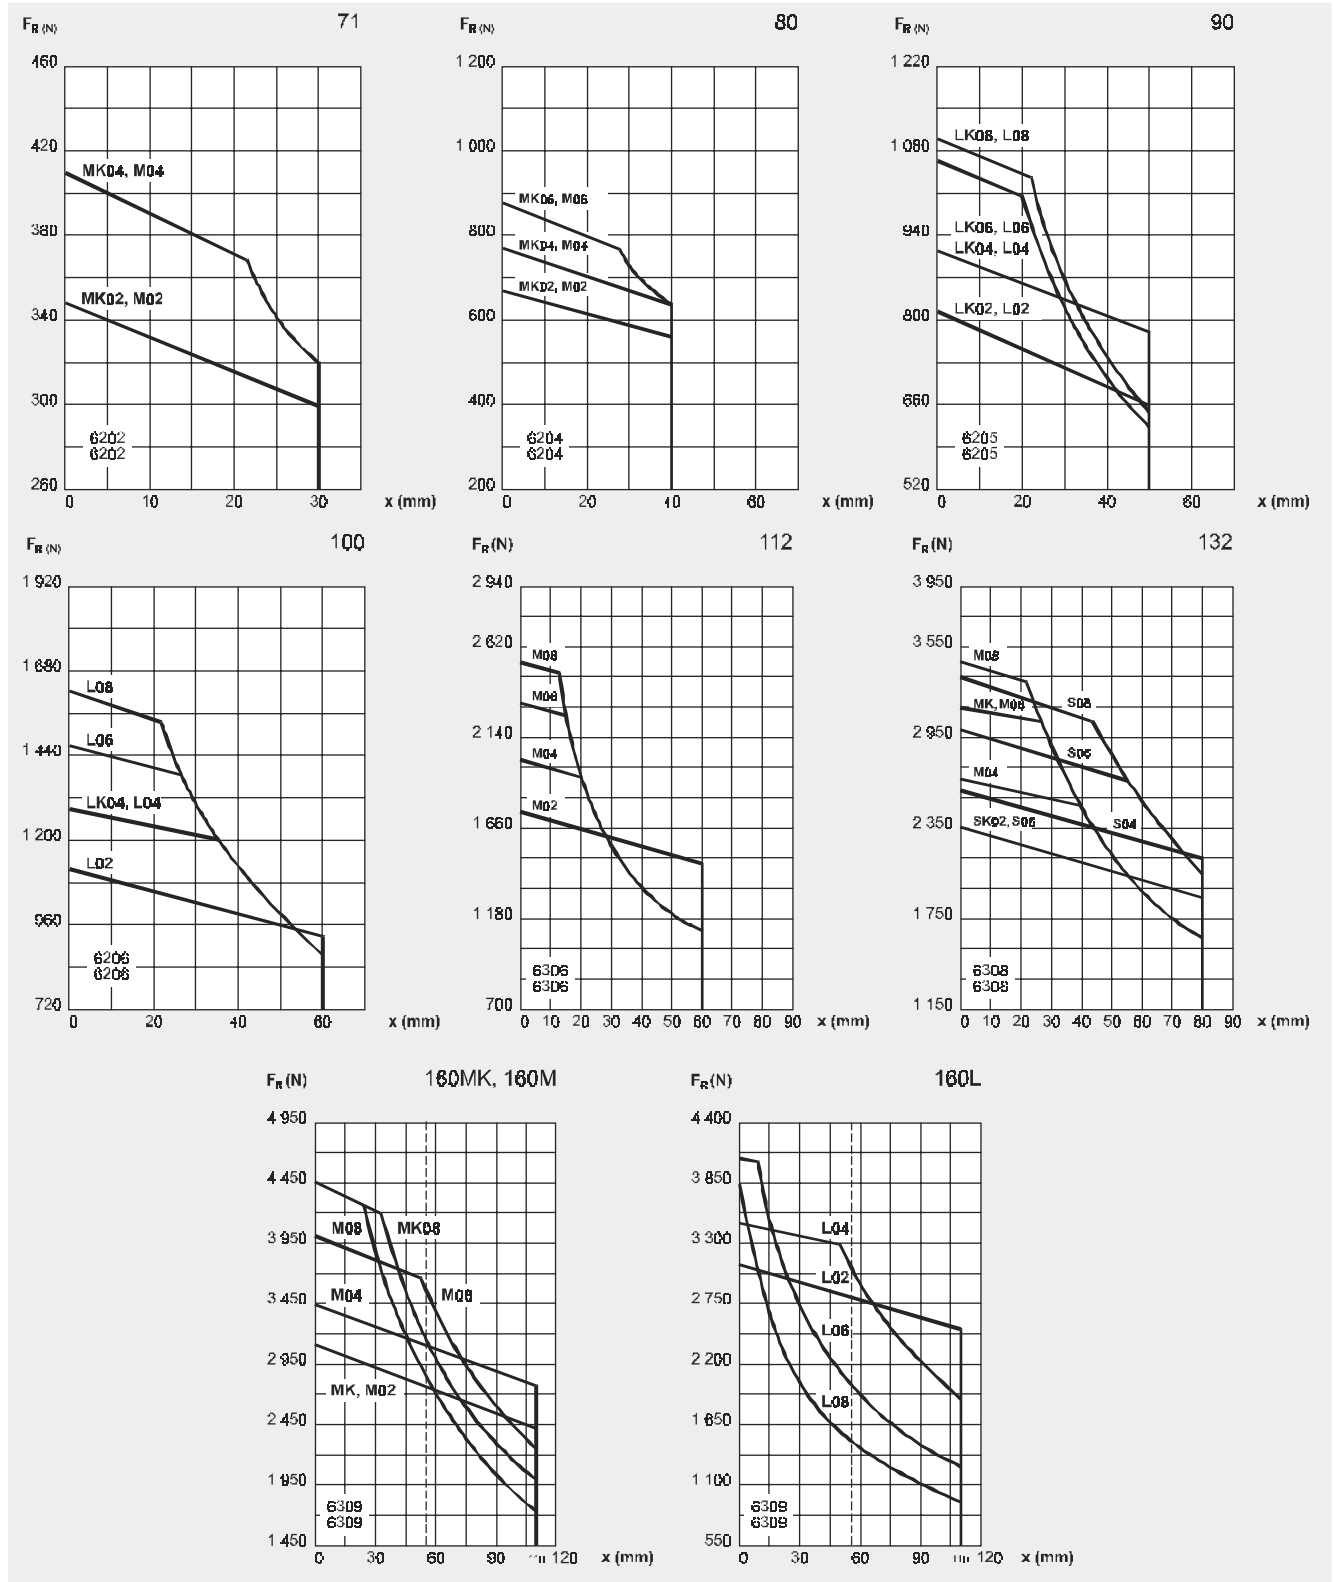 F_R (N) 71
460
420
380
340
300
260
MK04, M04
MK02, M02
6202
6202
0 10 20 30 x (mm)
F_R (N) 80
1 200
1 000
800
600
400
200
MK06, M06
MK04, M04
MK02, M02
6204
6204
0 20 40 60 x (mm)
F_R (N) 90
1 220
1 080
940
800
660
520
LK08, L08
LK06, L06
LK04, L04
LK02, L02
6205
6205
0 20 40 60 x (mm)
F_R (N) 100
1 920
1 680
1 440
1 200
960
720
L08
L06
LK04, L04
L02
6206
6206
0 20 40 60 x (mm)
F_R (N) 112
2 940
2 620
2 140
1 660
1 180
700
M08
M06
M04
M02
6306
6306
0 10 20 30 40 50 60 70 80 90 x (mm)
F_R (N) 132
3 950
3 550
2 950
2 350
1 750
1 150
M08
S08
MK, M06
S06
M04
SK02, S06
S04
6308
6308
0 10 20 30 40 50 60 70 80 90 x (mm)
F_R (N) 160MK, 160M
4 950
4 450
3 950
3 450
2 950
2 450
1 950
1 450
M08 MK08
M04 M06
MK, M02
6309
6309
0 30 60 90 110 120 x (mm)
F_R (N) 160L
4 400
3 850
3 300
2 750
2 200
1 650
1 100
550
L04
L02
L06
L08
6309
6309
0 30 60 90 110 120 x (mm)